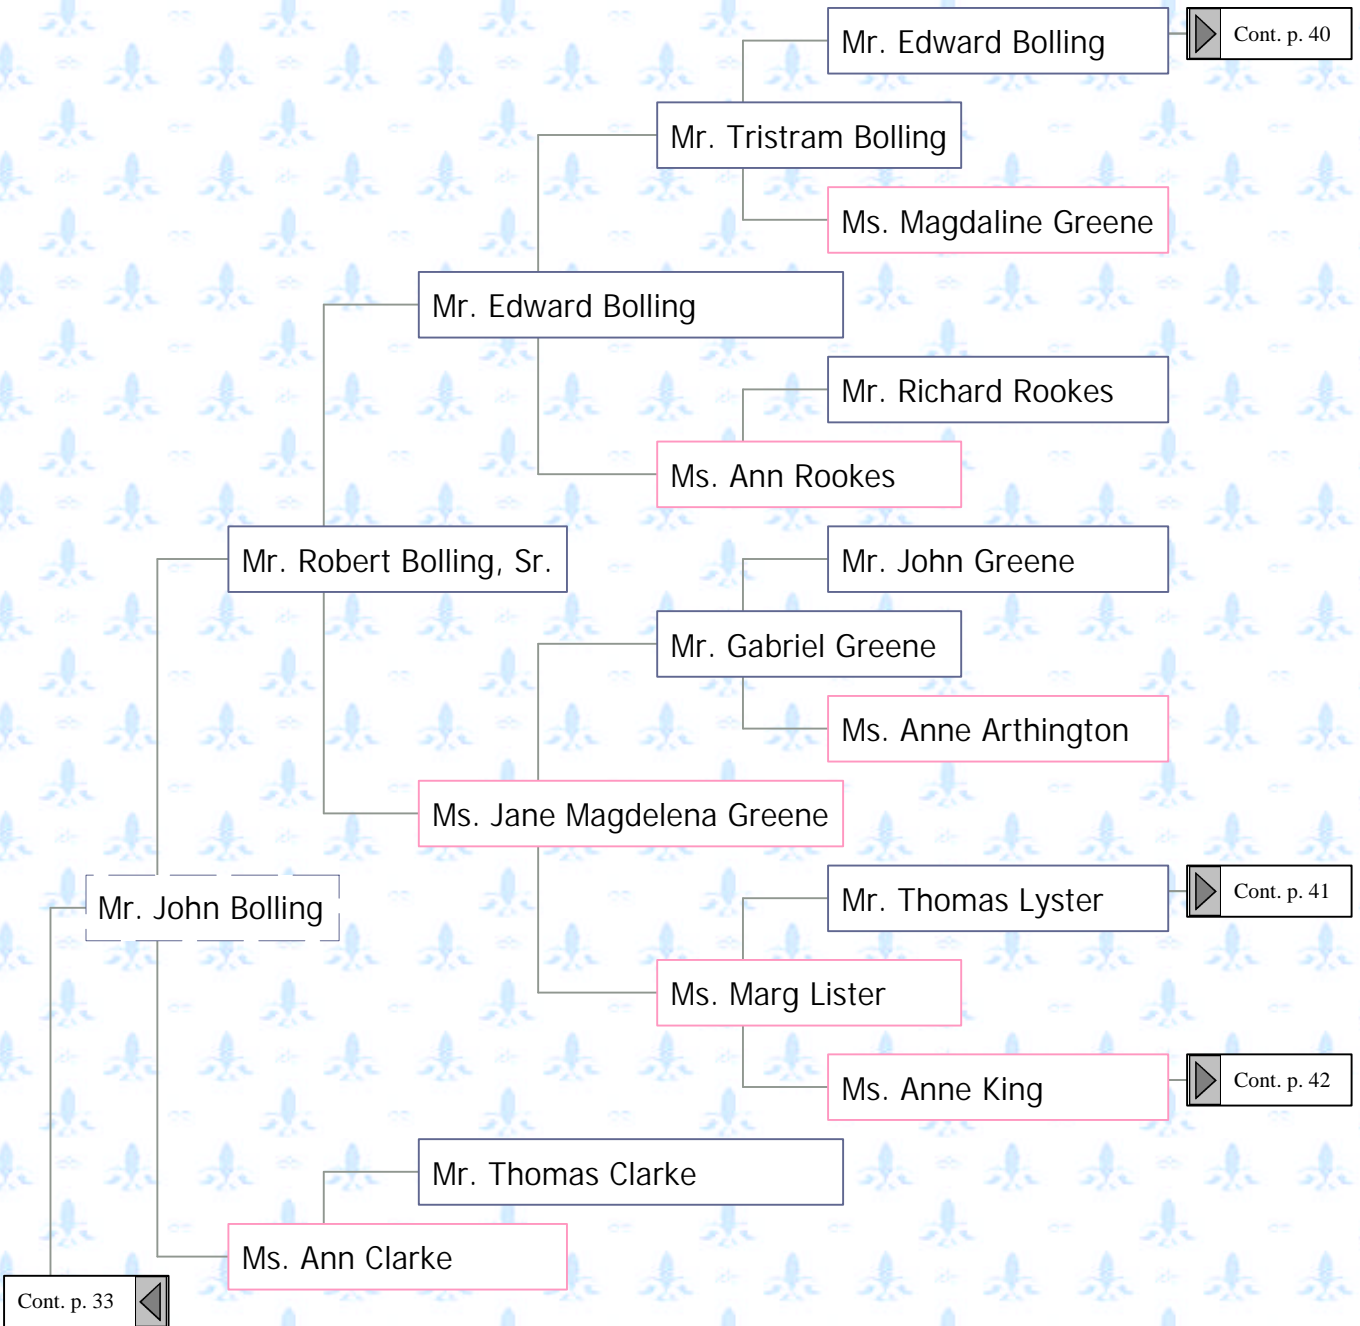 Mr. Edward Bolling
Cont. p. 40
Mr. Tristram Bolling
Ms. Magdaline Greene
Mr. Edward Bolling
Mr. Richard Rookes
Ms. Ann Rookes
Mr. Robert Bolling, Sr.
Mr. John Greene
Mr. Gabriel Greene
Ms. Anne Arthington
Ms. Jane Magdelena Greene
Mr. Thomas Lyster
Cont. p. 41
Mr. John Bolling
Ms. Marg Lister
Ms. Anne King
Cont. p. 42
Mr. Thomas Clarke
Ms. Ann Clarke
Cont. p. 33